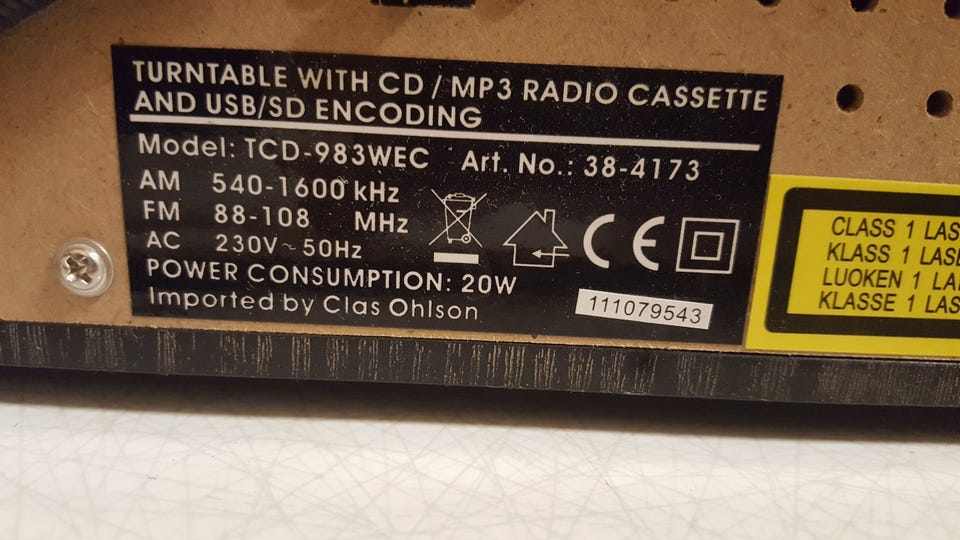 TURNTABLE WITH CD / MP3 RADIO CASSETTE
AND USB/SD ENCODING
Model: TCD-983WEC Art. No.: 38-4173
AM 540-1600 kHz
FM 88-108 MHz
AC 230V ~ 50Hz
POWER CONSUMPTION: 20W
Imported by Clas Ohlson
CE
111079543
CLASS 1
KLASS 1
LUOKEN 1
KLASSE 1